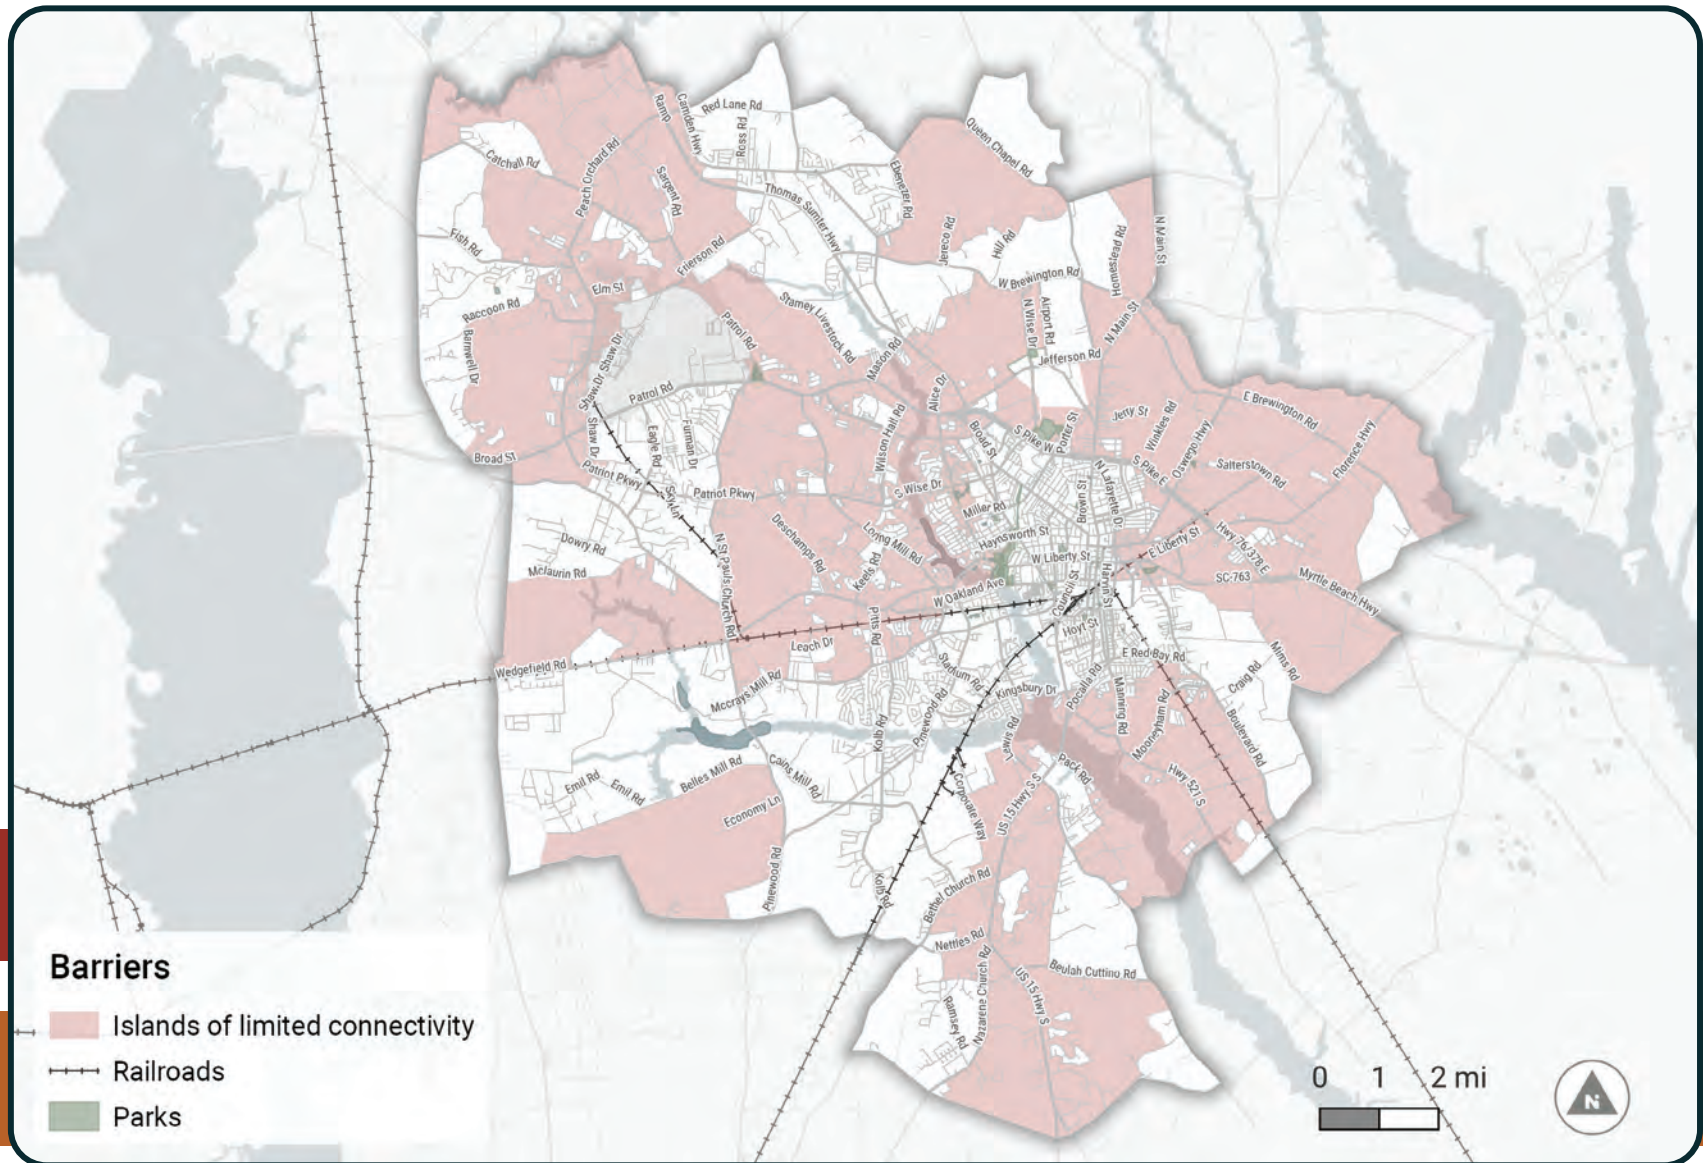 Red Lane Rd
Ramp
Camden Hwy
Ross Rd
Queen Chapel Rd
Catchall Rd
Peach Orchard Rd
Sargent Rd
Ebenezer Rd
Thomas Sumter Hwy
Fish Rd
Frierson Rd
Jereco Rd
Hill Rd
Homestead Rd
N Main St
W Brewington Rd
Elm St
Raccoon Rd
Stamey Livestock Rd
N Wise Dr
Airport Rd
N Main St
Barnwell Dr
Shaw Dr
Shaw Dr
Patrol Rd
Mason Rd
Jefferson Rd
Patrol Rd
Alice Dr
E Brewington Rd
Shaw Dr
Eagle Rd
Furman Dr
Wilson Hall Rd
Broad St
S Pike W
Porter St
Jerry St
Winkles Rd
Oswego Hwy
Florence Hwy
Broad St
Patriot Pkwy
Sky Ln
Patriot Pkwy
S Wise Dr
Miller Rd
Brown St
N Lafayette Dr
S Pike E
Salterstown Rd
Dowry Rd
Mclaurin Rd
N St Pauls Church Rd
Deschamps Rd
Loring Mill Rd
Keels Rd
Haynsworth St
W Liberty St
E Liberty St
Hwy 76/378 E
SC-763
Myrtle Beach Hwy
W Oakland Ave
Council St
Harvin St
Pitts Rd
Hoyt St
Leach Dr
Wedgefield Rd
Mccrays Mill Rd
Stadium Rd
E Red Bay Rd
Mims Rd
Craig Rd
Kingsbury Dr
Pocalla Rd
Manning Rd
Mooneyham Rd
Boulevard Rd
Kolb Rd
Pinewood Rd
Lewis Rd
Emil Rd
Emil Rd
Belles Mill Rd
Cains Mill Rd
Corporate Way
US 15 Hwy S
Pack Rd
Hwy 521 S
Economy Ln
Pinewood Rd
Kolb Rd
Bethel Church Rd
Nettles Rd
Nazarene Church Rd
US 15 Hwy S
Beulah Cuttino Rd
Ramsey Rd
Barriers
Islands of limited connectivity
Railroads
Parks
0 1 2 mi
N